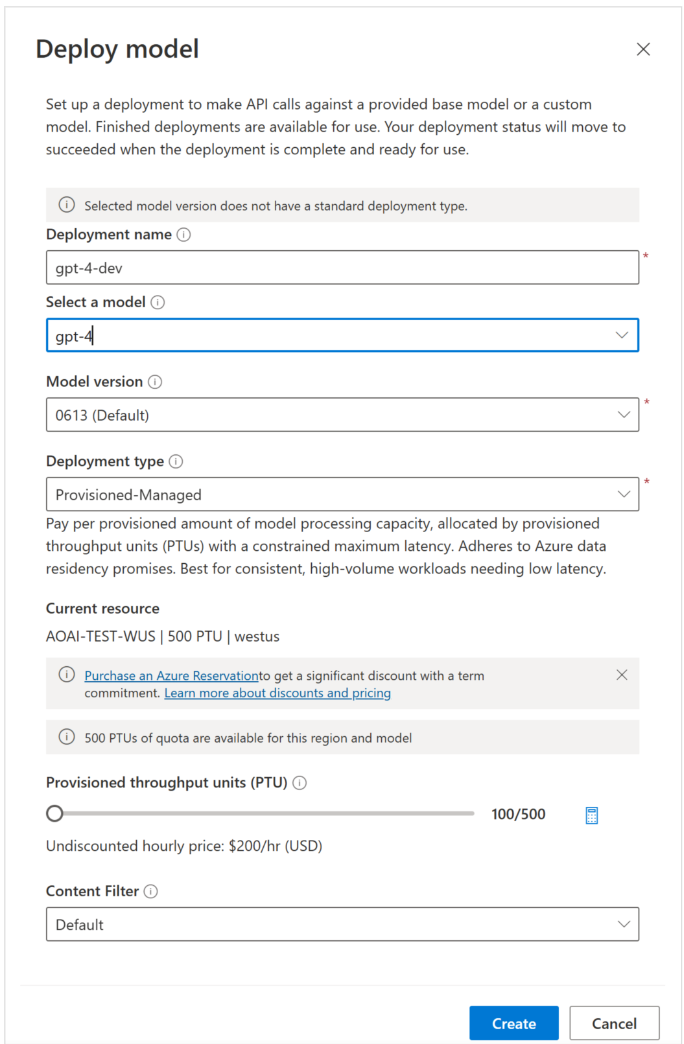 Deploy model
Set up a deployment to make API calls against a provided base model or a custom
model. Finished deployments are available for use. Your deployment status will move to
succeeded when the deployment is complete and ready for use.
Selected model version does not have a standard deployment type.
Deployment name
gpt-4-dev
*
Select a model
gpt-4
Model version
0613 (Default)
*
Deployment type
Provisioned-Managed
*
Pay per provisioned amount of model processing capacity, allocated by provisioned
throughput units (PTUs) with a constrained maximum latency. Adheres to Azure data
residency promises. Best for consistent, high-volume workloads needing low latency.
Current resource
AOAI-TEST-WUS | 500 PTU | westus
Purchase an Azure Reservationto get a significant discount with a term
commitment. Learn more about discounts and pricing
500 PTUs of quota are available for this region and model
Provisioned throughput units (PTU)
100/500
Undiscounted hourly price: $200/hr (USD)
Content Filter
Default
Create
Cancel